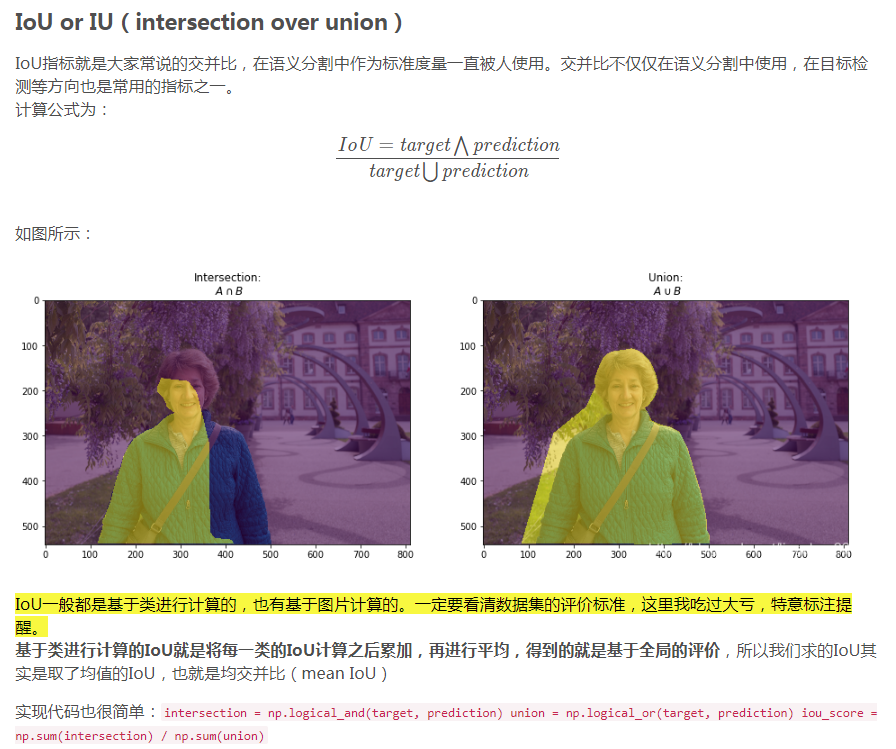 IoU or IU（intersection over union）
IoU指标就是大家常说的交并比，在语义分割中作为标准度量一直被人使用。交并比不仅仅在语义分割中使用，在目标检
测等方向也是常用的指标之一。
计算公式为：
IoU = target ⋀ prediction
target ⋃ prediction
如图所示：
Intersection:
A ∩ B
0
100
200
300
400
500
0 100 200 300 400 500 600 700 800
Union:
A ∪ B
0
100
200
300
400
500
0 100 200 300 400 500 600 700 800
IoU一般都是基于类进行计算的，也有基于图片计算的。一定要看清数据集的评价标准，这里我吃过大亏，特意标注提
醒。
基于类进行计算的IoU就是将每一类的IoU计算之后累加，再进行平均，得到的就是基于全局的评价，所以我们求的IoU其
实是取了均值的IoU，也就是均交并比（mean IoU）
实现代码也很简单：intersection = np.logical_and(target, prediction) union = np.logical_or(target, prediction) iou_score =
np.sum(intersection) / np.sum(union)